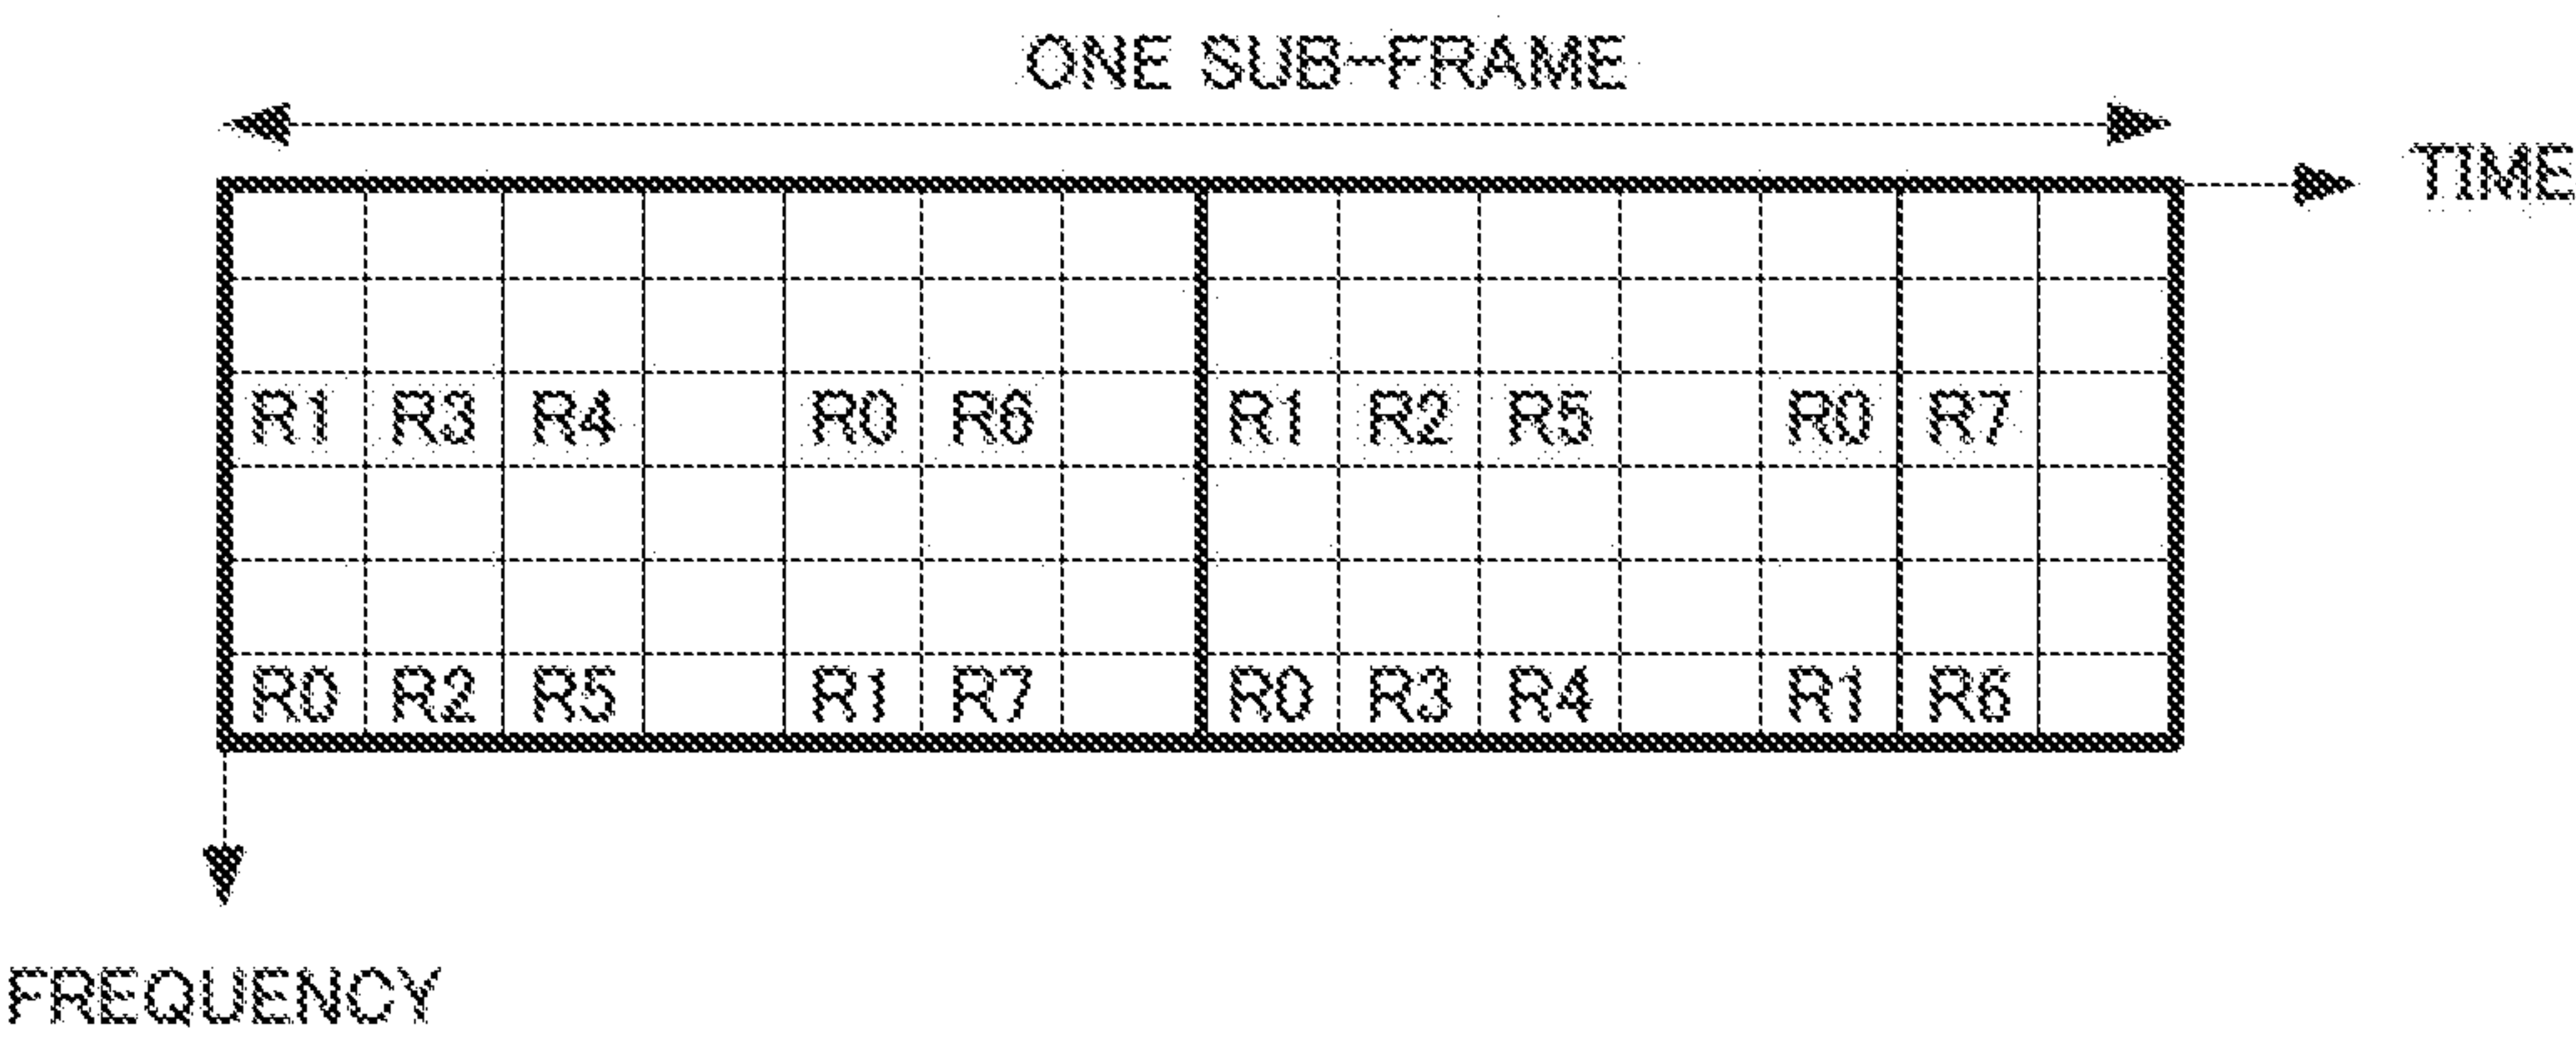 ONE SUB-FRAME
TIME
R1 R3 R4 R0 R6 R1 R2 R5 R0 R7
R0 R2 R5 R1 R7 R0 R3 R4 R1 R6
FREQUENCY